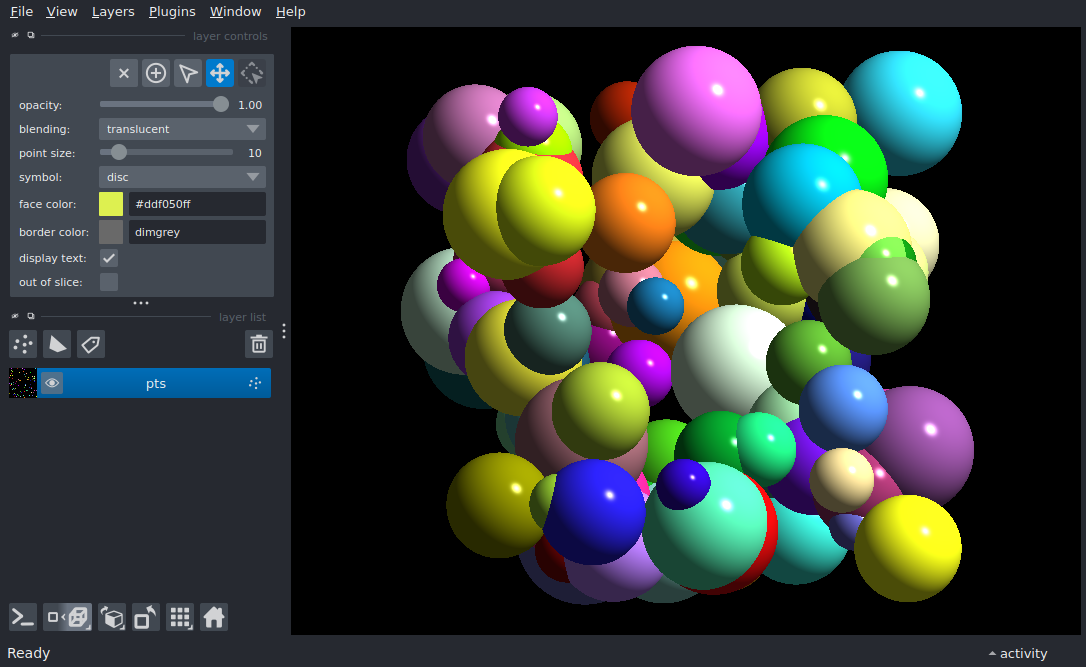 File View Layers Plugins Window Help
layer controls
opacity: 1.00
blending: translucent
point size: 10
symbol: disc
face color: #ddf050ff
border color: dimgrey
display text:
out of slice:
layer list
pts
Ready activity